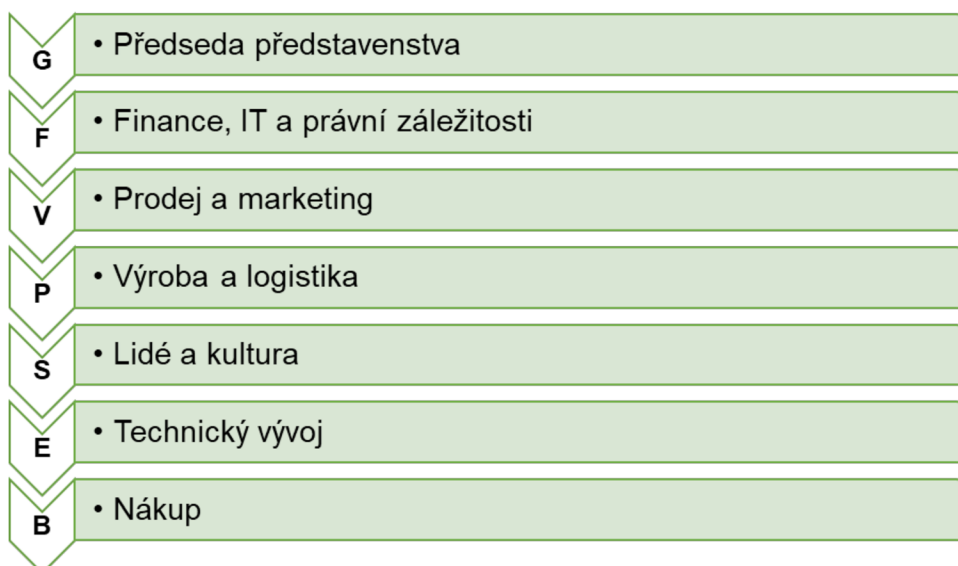 G • Předseda představenstva
F • Finance, IT a právní záležitosti
V • Prodej a marketing
P • Výroba a logistika
S • Lidé a kultura
E • Technický vývoj
B • Nákup